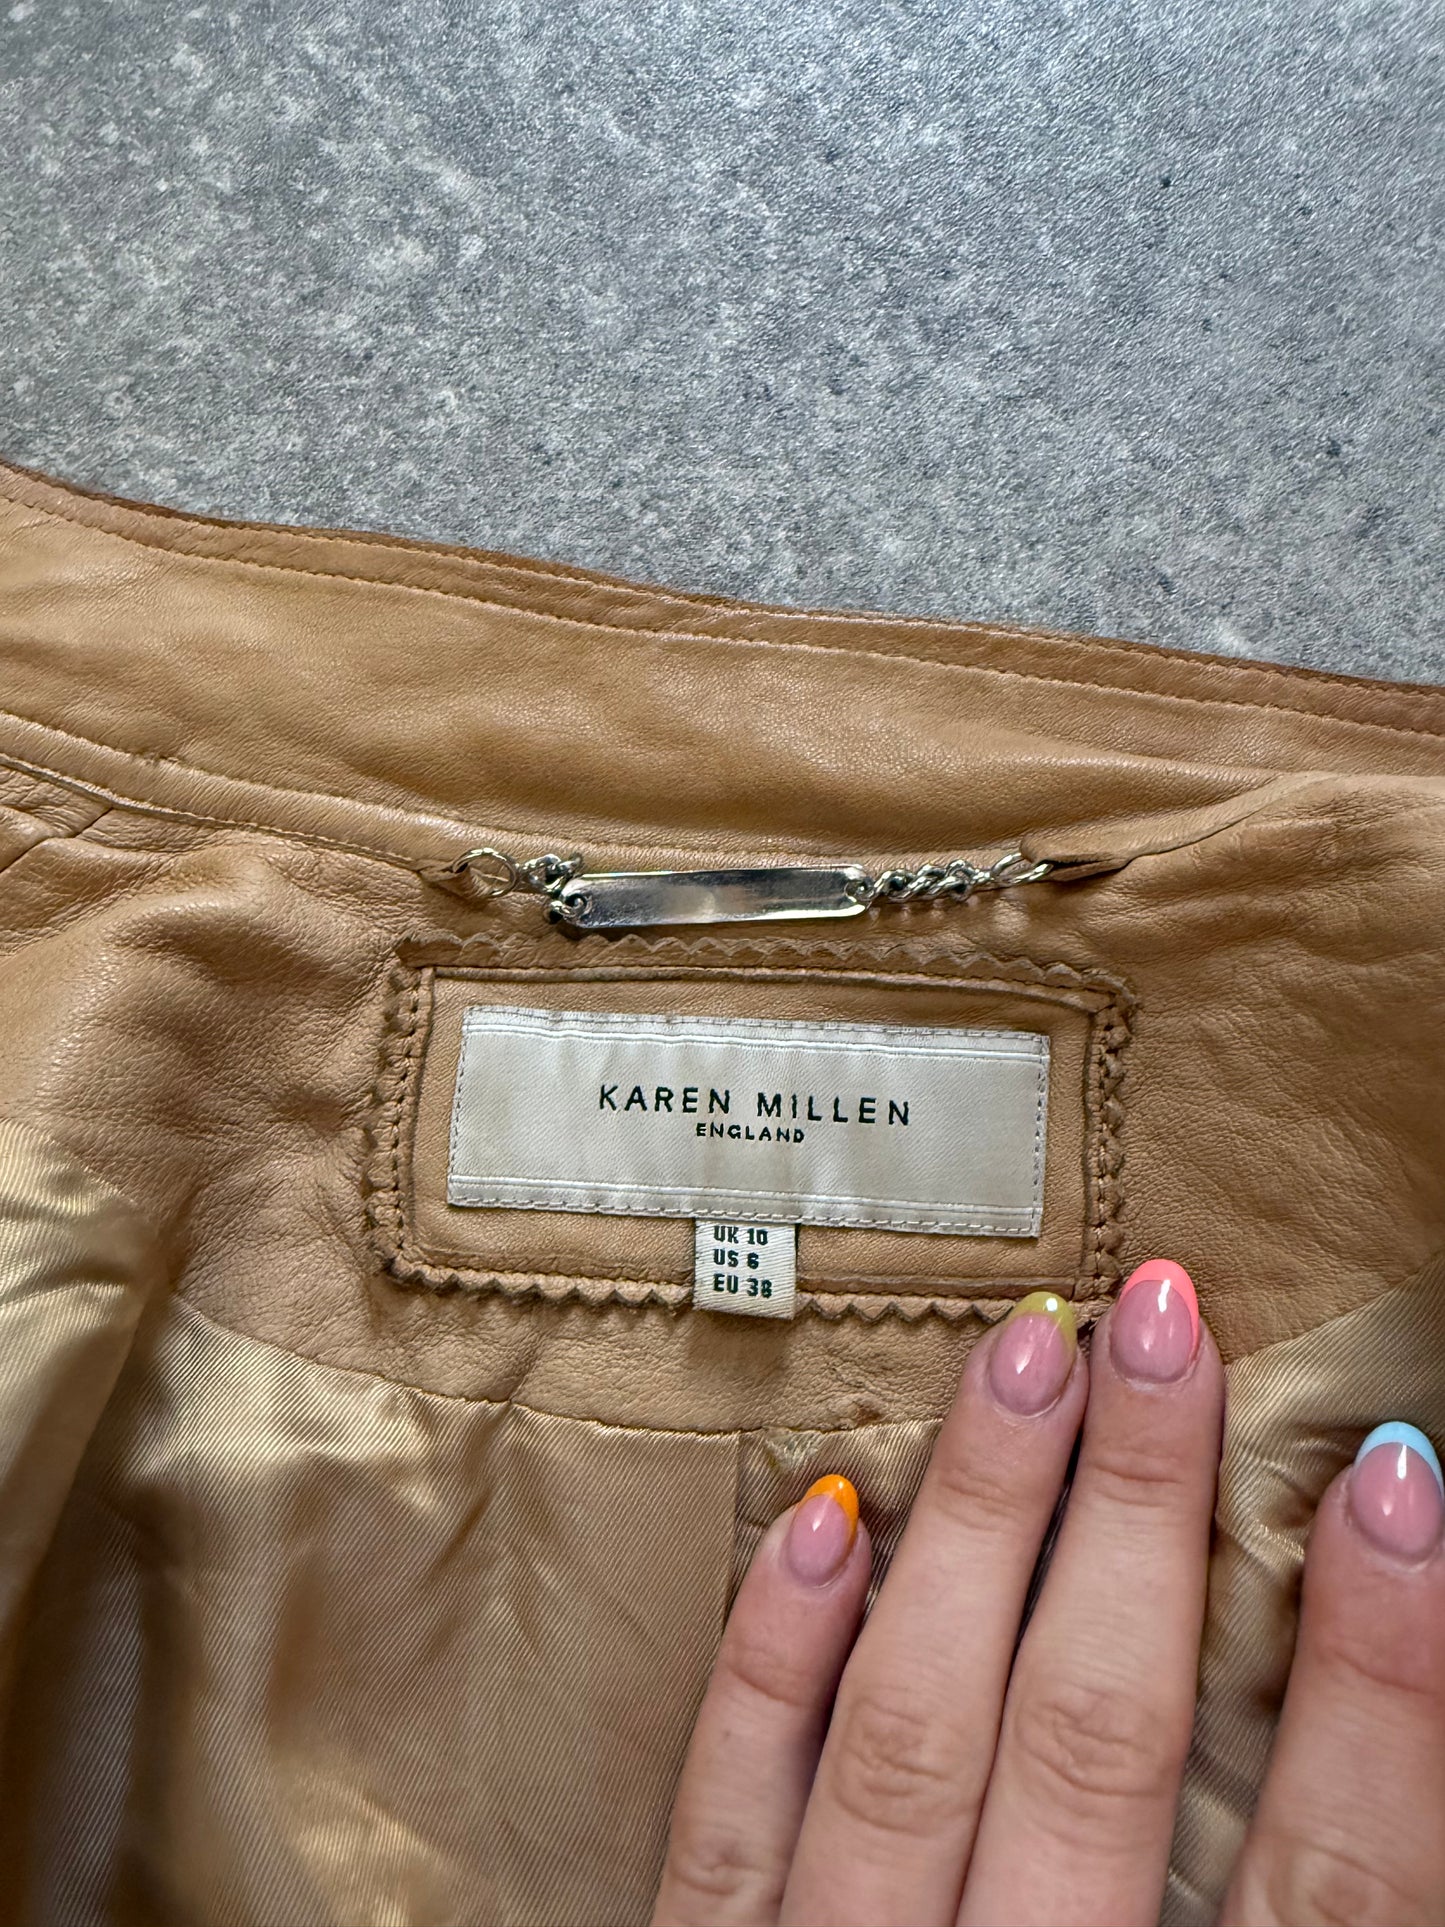 KAREN MILLEN
ENGLAND
UK 10
US 6
EU 38